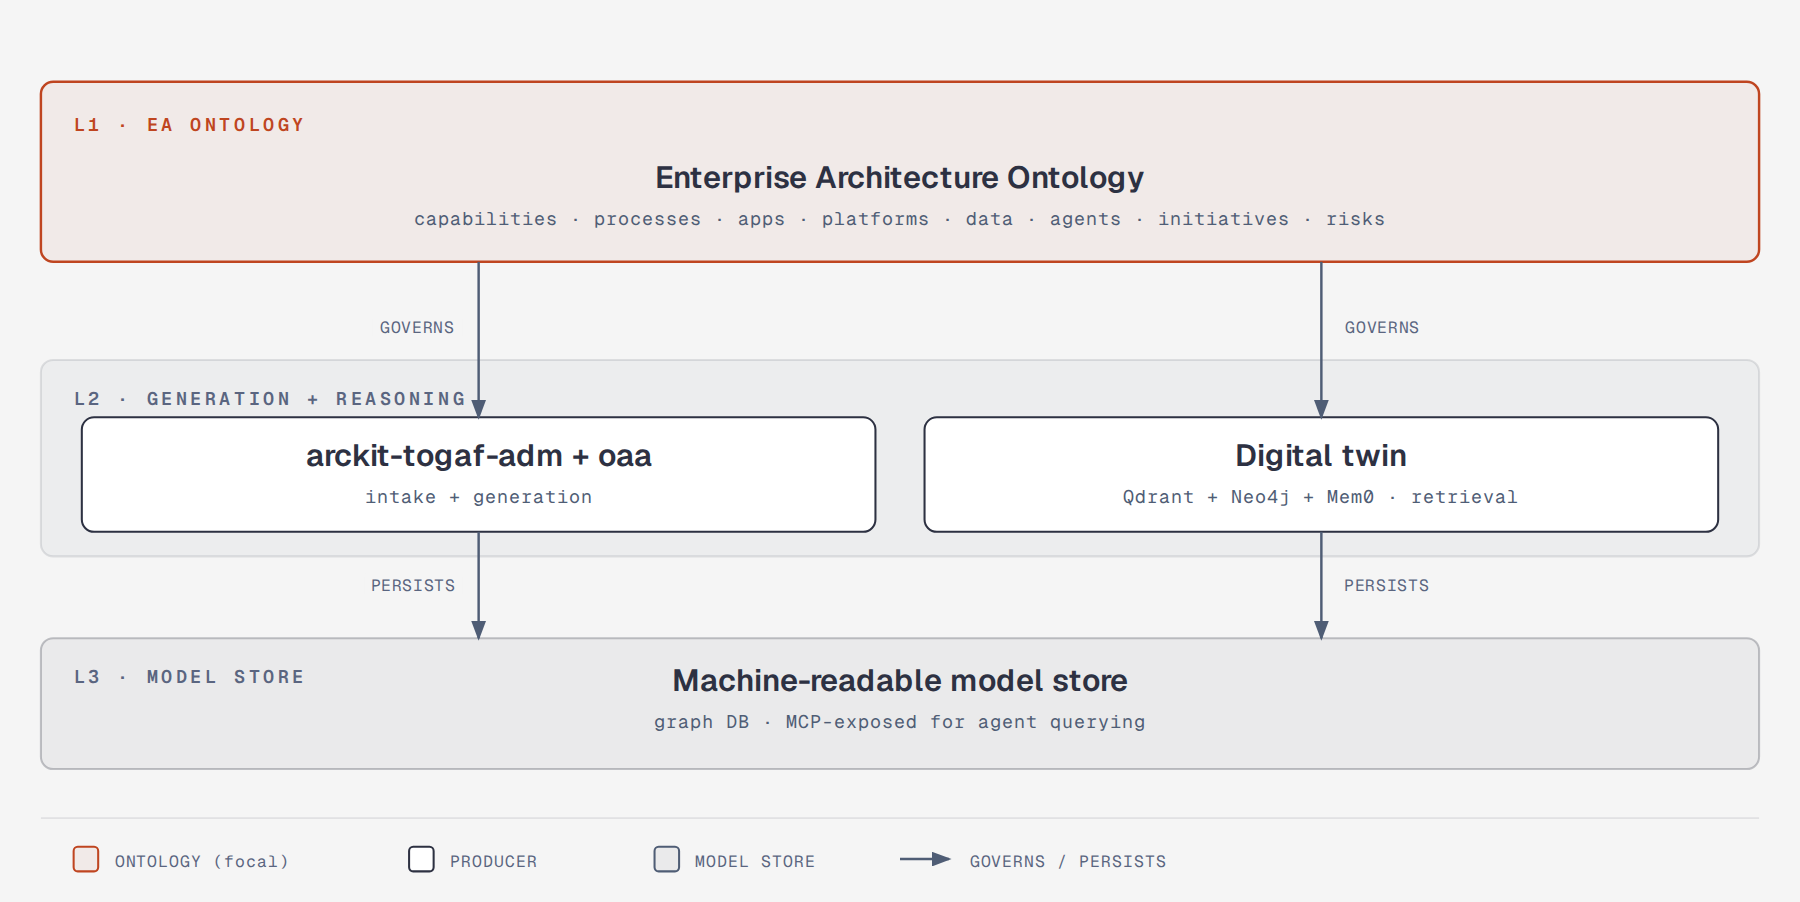 L1 · EA ONTOLOGY
Enterprise Architecture Ontology
capabilities · processes · apps · platforms · data · agents · initiatives · risks
GOVERNS
GOVERNS
L2 · GENERATION + REASONING
arckit-togaf-adm + oaa
intake + generation
Digital twin
Qdrant + Neo4j + Mem0 · retrieval
PERSISTS
PERSISTS
L3 · MODEL STORE
Machine-readable model store
graph DB · MCP-exposed for agent querying
ONTOLOGY (focal)
PRODUCER
MODEL STORE
GOVERNS / PERSISTS